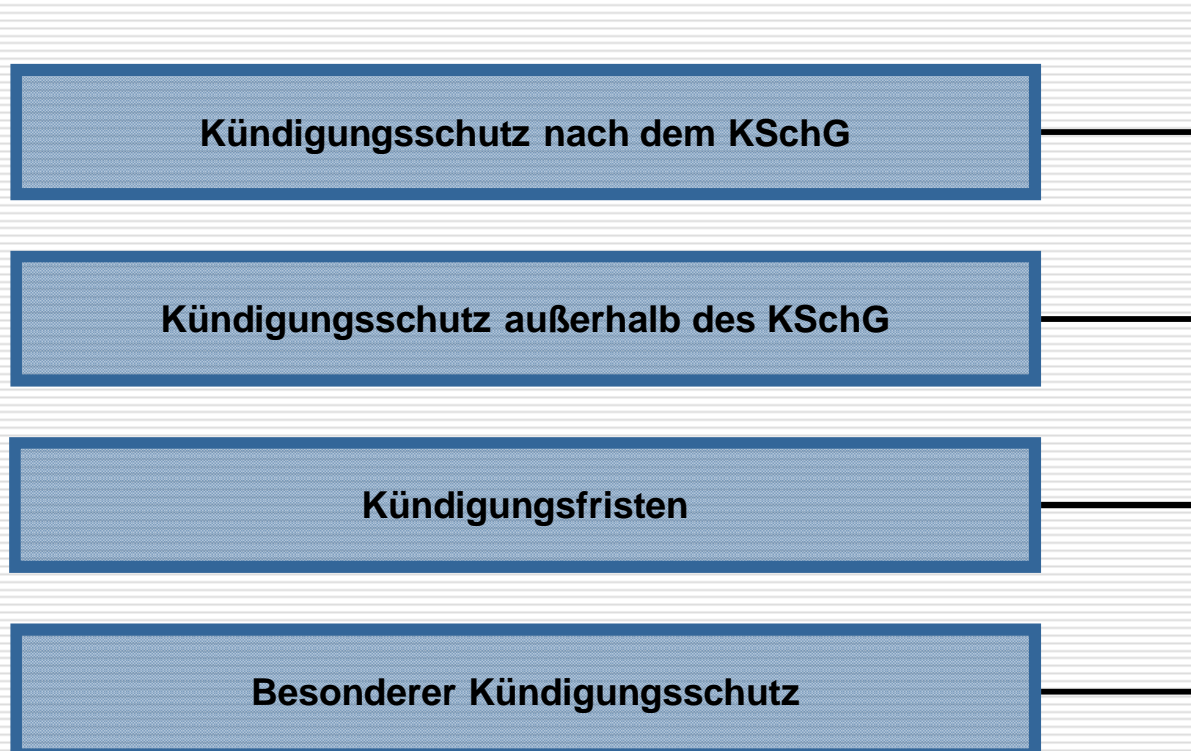 Kündigungsschutz nach dem KSchG
Kündigungsschutz außerhalb des KSchG
Kündigungsfristen
Besonderer Kündigungsschutz